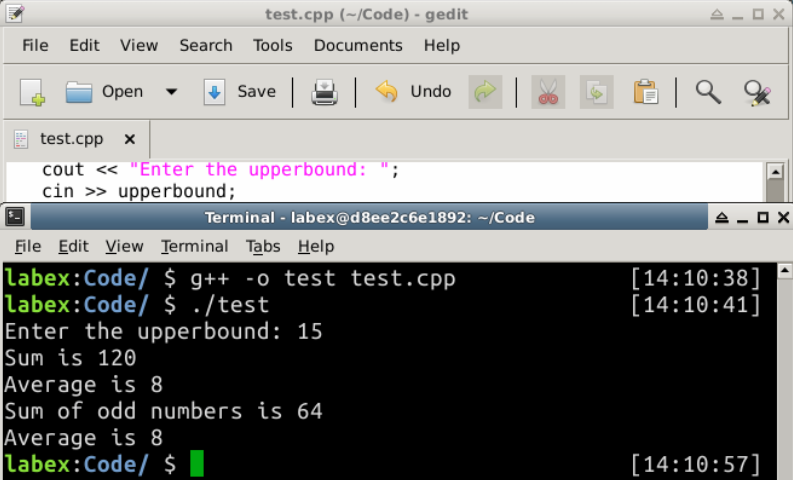 test.cpp (~/Code) - gedit
File Edit View Search Tools Documents Help
Open Save Undo
test.cpp x
cout << "Enter the upperbound: ";
cin >> upperbound;
Terminal - labex@d8ee2c6e1892: ~/Code
File Edit View Terminal Tabs Help
labex:Code/ $ g++ -o test test.cpp [14:10:38]
labex:Code/ $ ./test [14:10:41]
Enter the upperbound: 15
Sum is 120
Average is 8
Sum of odd numbers is 64
Average is 8
labex:Code/ $ [14:10:57]